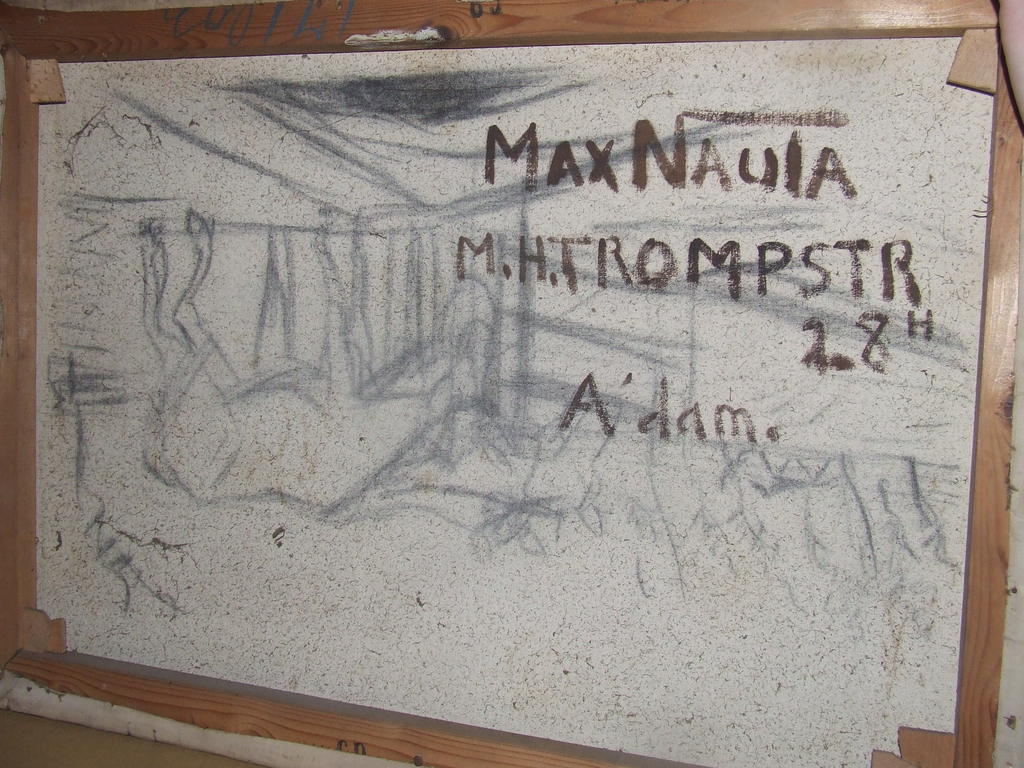 MAX NAUTA
M.H.TROMPSTR
28H
A'dam.